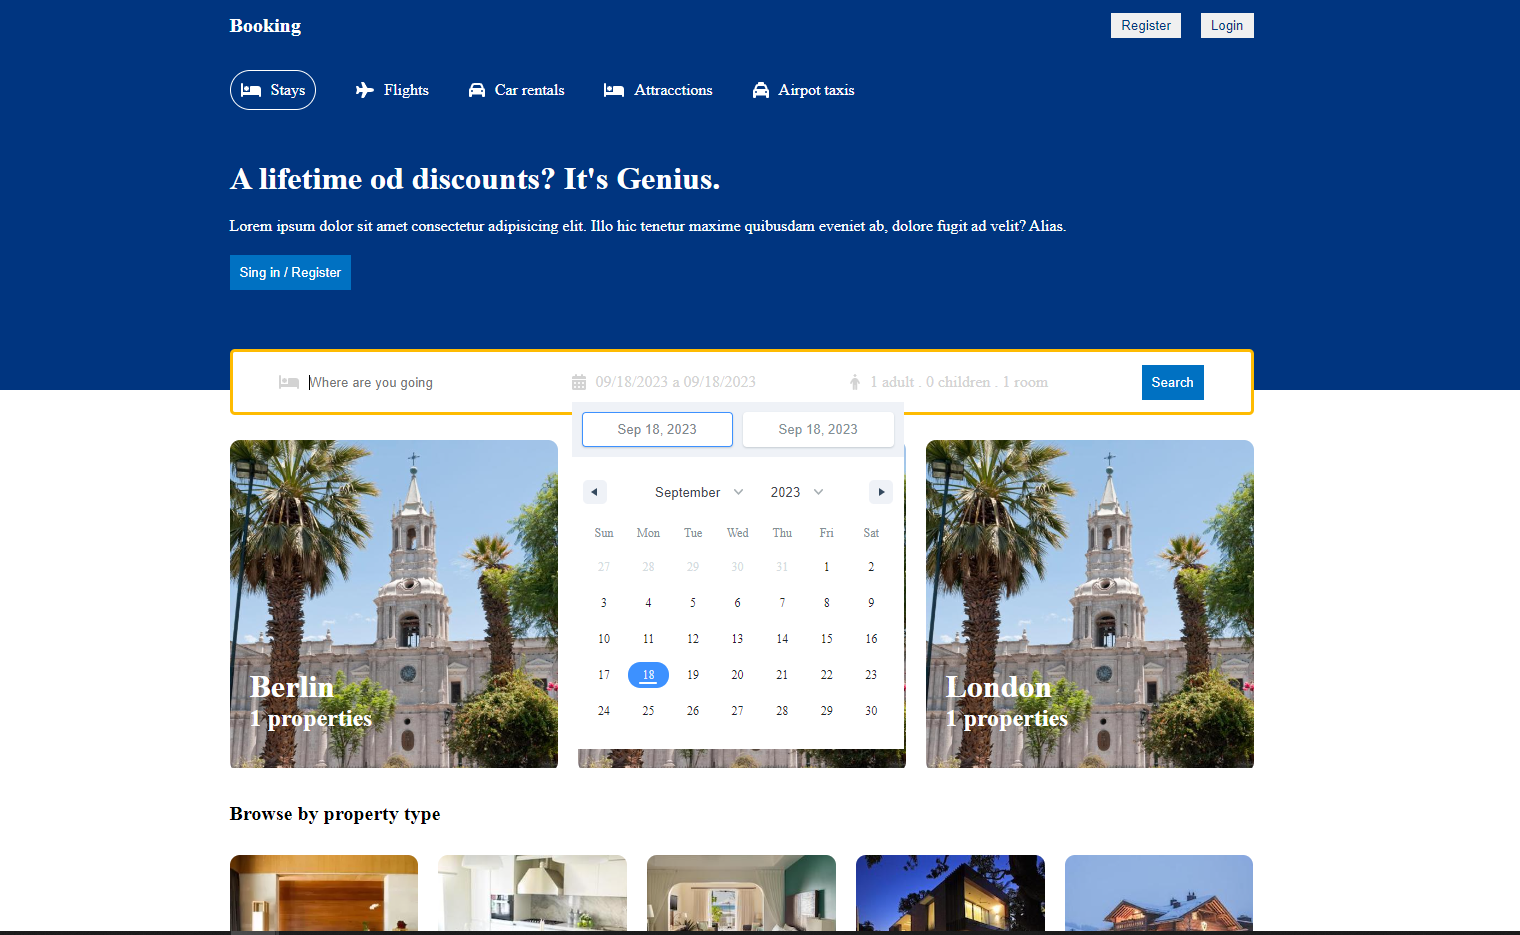 Booking
Register
Login
Stays
Flights
Car rentals
Attracctions
Airpot taxis
A lifetime od discounts? It's Genius.
Lorem ipsum dolor sit amet consectetur adipisicing elit. Illo hic tenetur maxime quibusdam eveniet ab, dolore fugit ad velit? Alias.
Sing in / Register
Where are you going
09/18/2023 a 09/18/2023
1 adult . 0 children . 1 room
Search
Sep 18, 2023
Sep 18, 2023
September
2023
Sun Mon Tue Wed Thu Fri Sat
27 28 29 30 31 1 2
3 4 5 6 7 8 9
10 11 12 13 14 15 16
17 18 19 20 21 22 23
24 25 26 27 28 29 30
Berlin
1 properties
London
1 properties
Browse by property type